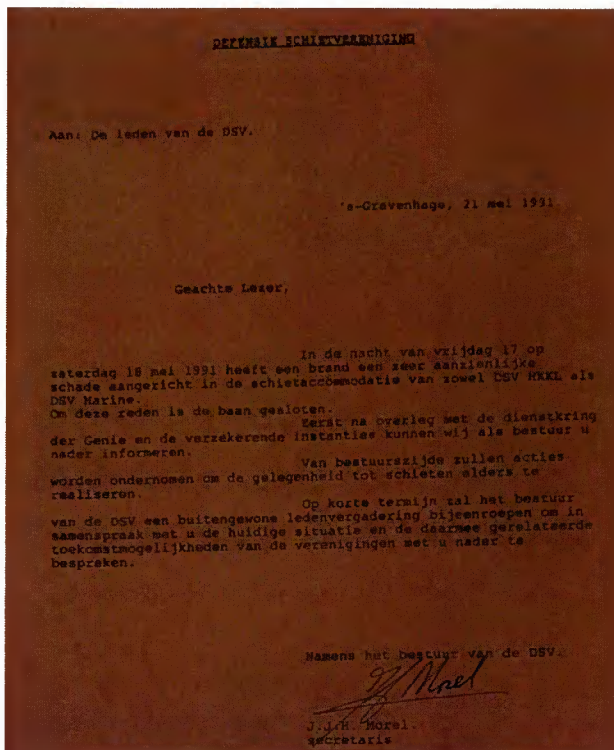 DEFENSIE SCHIETVERENIGING
Aan: De leden van de DSV.
's-Gravenhage, 21 mei 1991.
Geachte Lezer,
In de nacht van vrijdag 17 op
zaterdag 18 mei 1991 heeft een brand een zeer aanzienlijke
schade aangericht in de schietaccommodatie van zowel DSV HKKL als
DSV Marine.
Om deze reden is de baan gesloten.
Eerst na overleg met de dienstkring
der Genie en de verzekerende instanties kunnen wij als bestuur u
nader informeren.
Van bestuurszijde zullen acties
worden ondernomen om de gelegenheid tot schieten elders te
realiseren.
Op korte termijn zal het bestuur
van de DSV een buitengewone ledenvergadering bijeenroepen om in
samenspraak met u de huidige situatie en de daarmee gerelateerde
toekomstmogelijkheden van de verenigingen met u nader te
bespreken.
Namens het bestuur van de DSV.
Morel
J.J.H. Morel.
secretaris